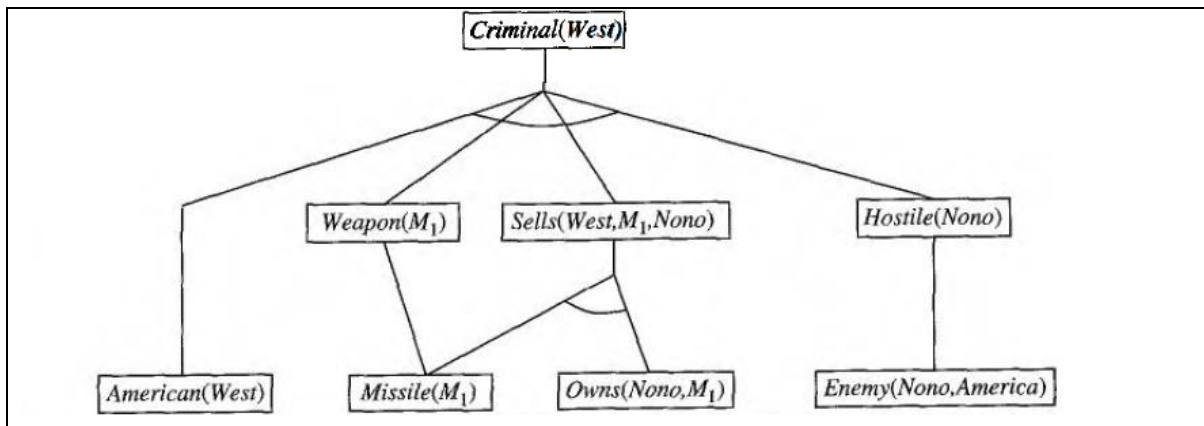 Criminal(West)
Weapon(M₁)
Sells(West,M₁,Nono)
Hostile(Nono)
American(West)
Missile(M₁)
Owns(Nono,M₁)
Enemy(Nono,America)